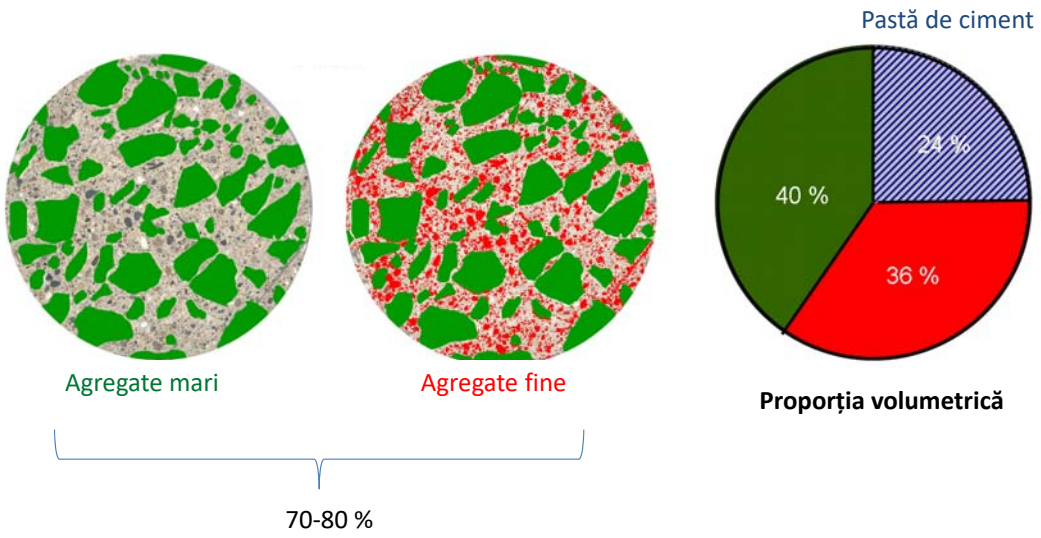 Pastă de ciment
24 %
40 %
36 %
Agregate mari
Agregate fine
Proporția volumetrică
70-80 %